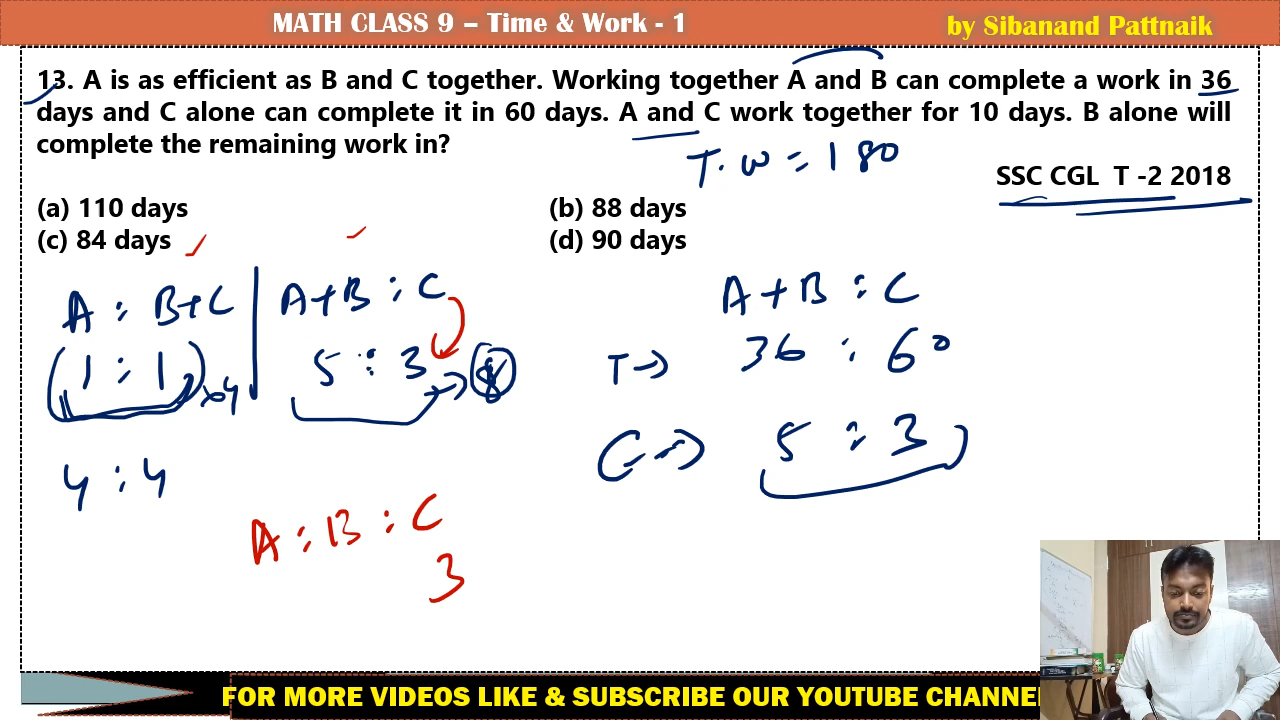 MATH CLASS 9 – Time & Work - 1
by Sibanand Pattnaik
13. A is as efficient as B and C together. Working together A and B can complete a work in 36
days and C alone can complete it in 60 days. A and C work together for 10 days. B alone will
complete the remaining work in?
T. W = 180
SSC CGL T -2 2018
(a) 110 days
(b) 88 days
(c) 84 days
(d) 90 days
A : B+C
A+B : C
A+B : C
(1 : 1)×4
5 : 3 → 8
T → 36 : 60
4 : 4
5 : 3
A : B : C
3
FOR MORE VIDEOS LIKE & SUBSCRIBE OUR YOUTUBE CHANNE